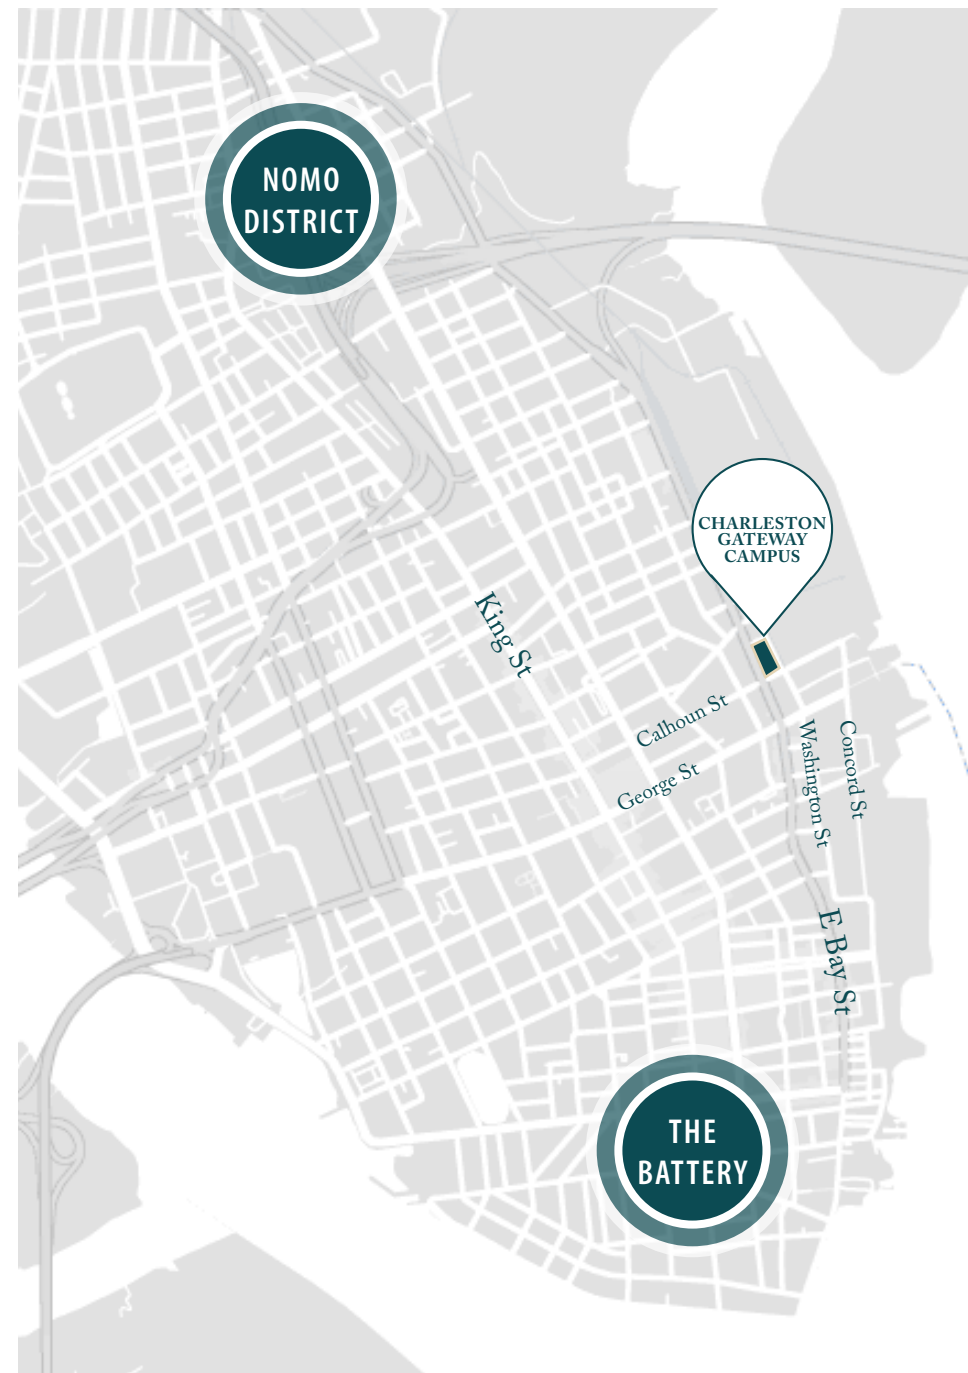 NOMO
DISTRICT
CHARLESTON
GATEWAY
CAMPUS
King St
Calhoun St
George St
Washington St
Concord St
E Bay St
THE
BATTERY